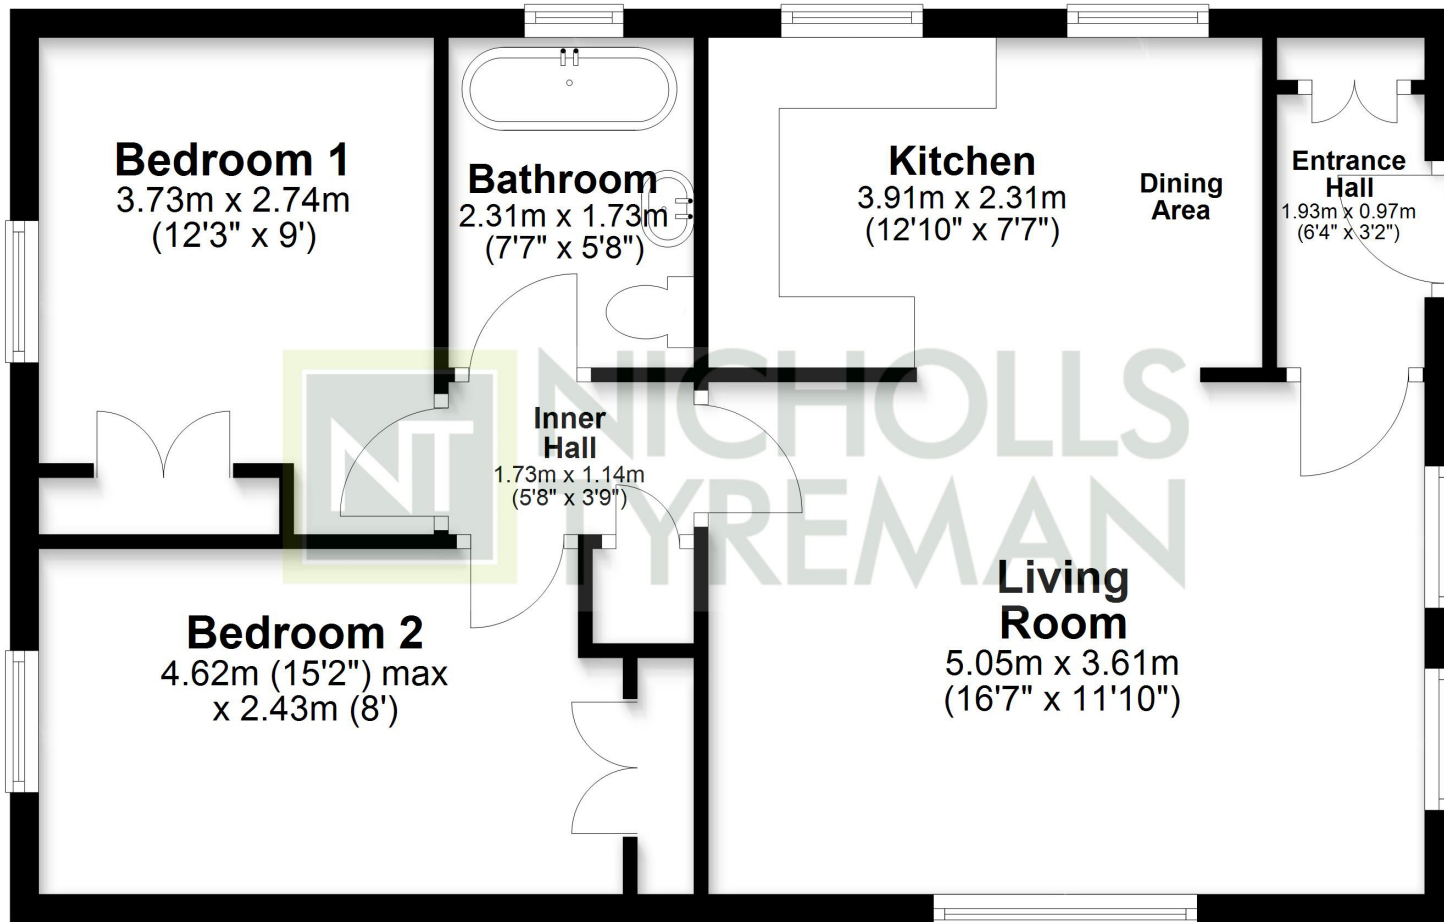 Bedroom 1
3.73m x 2.74m
(12'3" x 9')
Bathroom
2.31m x 1.73m
(7'7" x 5'8")
Kitchen
3.91m x 2.31m
(12'10" x 7'7")
Dining
Area
Entrance
Hall
1.93m x 0.97m
(6'4" x 3'2")
Inner
Hall
1.73m x 1.14m
(5'8" x 3'9")
NT
NICHOLLS
TYREMAN
Bedroom 2
4.62m (15'2") max
x 2.43m (8')
Living
Room
5.05m x 3.61m
(16'7" x 11'10")